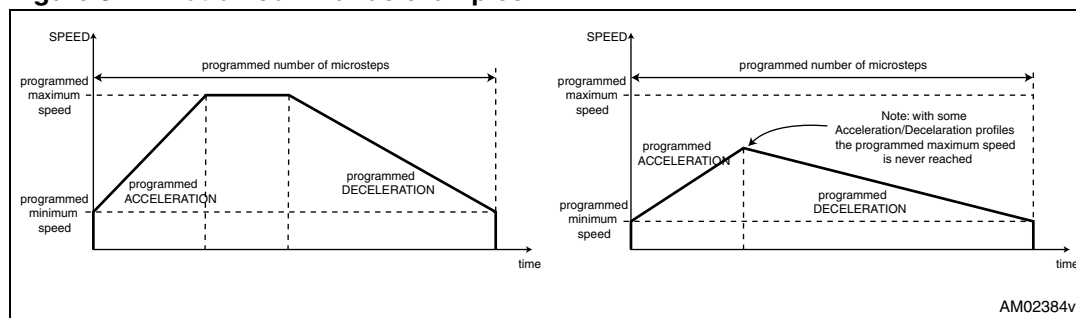 SPEED
programmed number of microsteps
programmed
maximum
speed
programmed
ACCELERATION
programmed
DECELERATION
programmed
minimum
speed
time
SPEED
programmed number of microsteps
programmed
maximum
speed
Note: with some
Acceleration/Decelaration profiles
the programmed maximum speed
is never reached
programmed
ACCELERATION
programmed
DECELERATION
programmed
minimum
speed
time
AM02384v